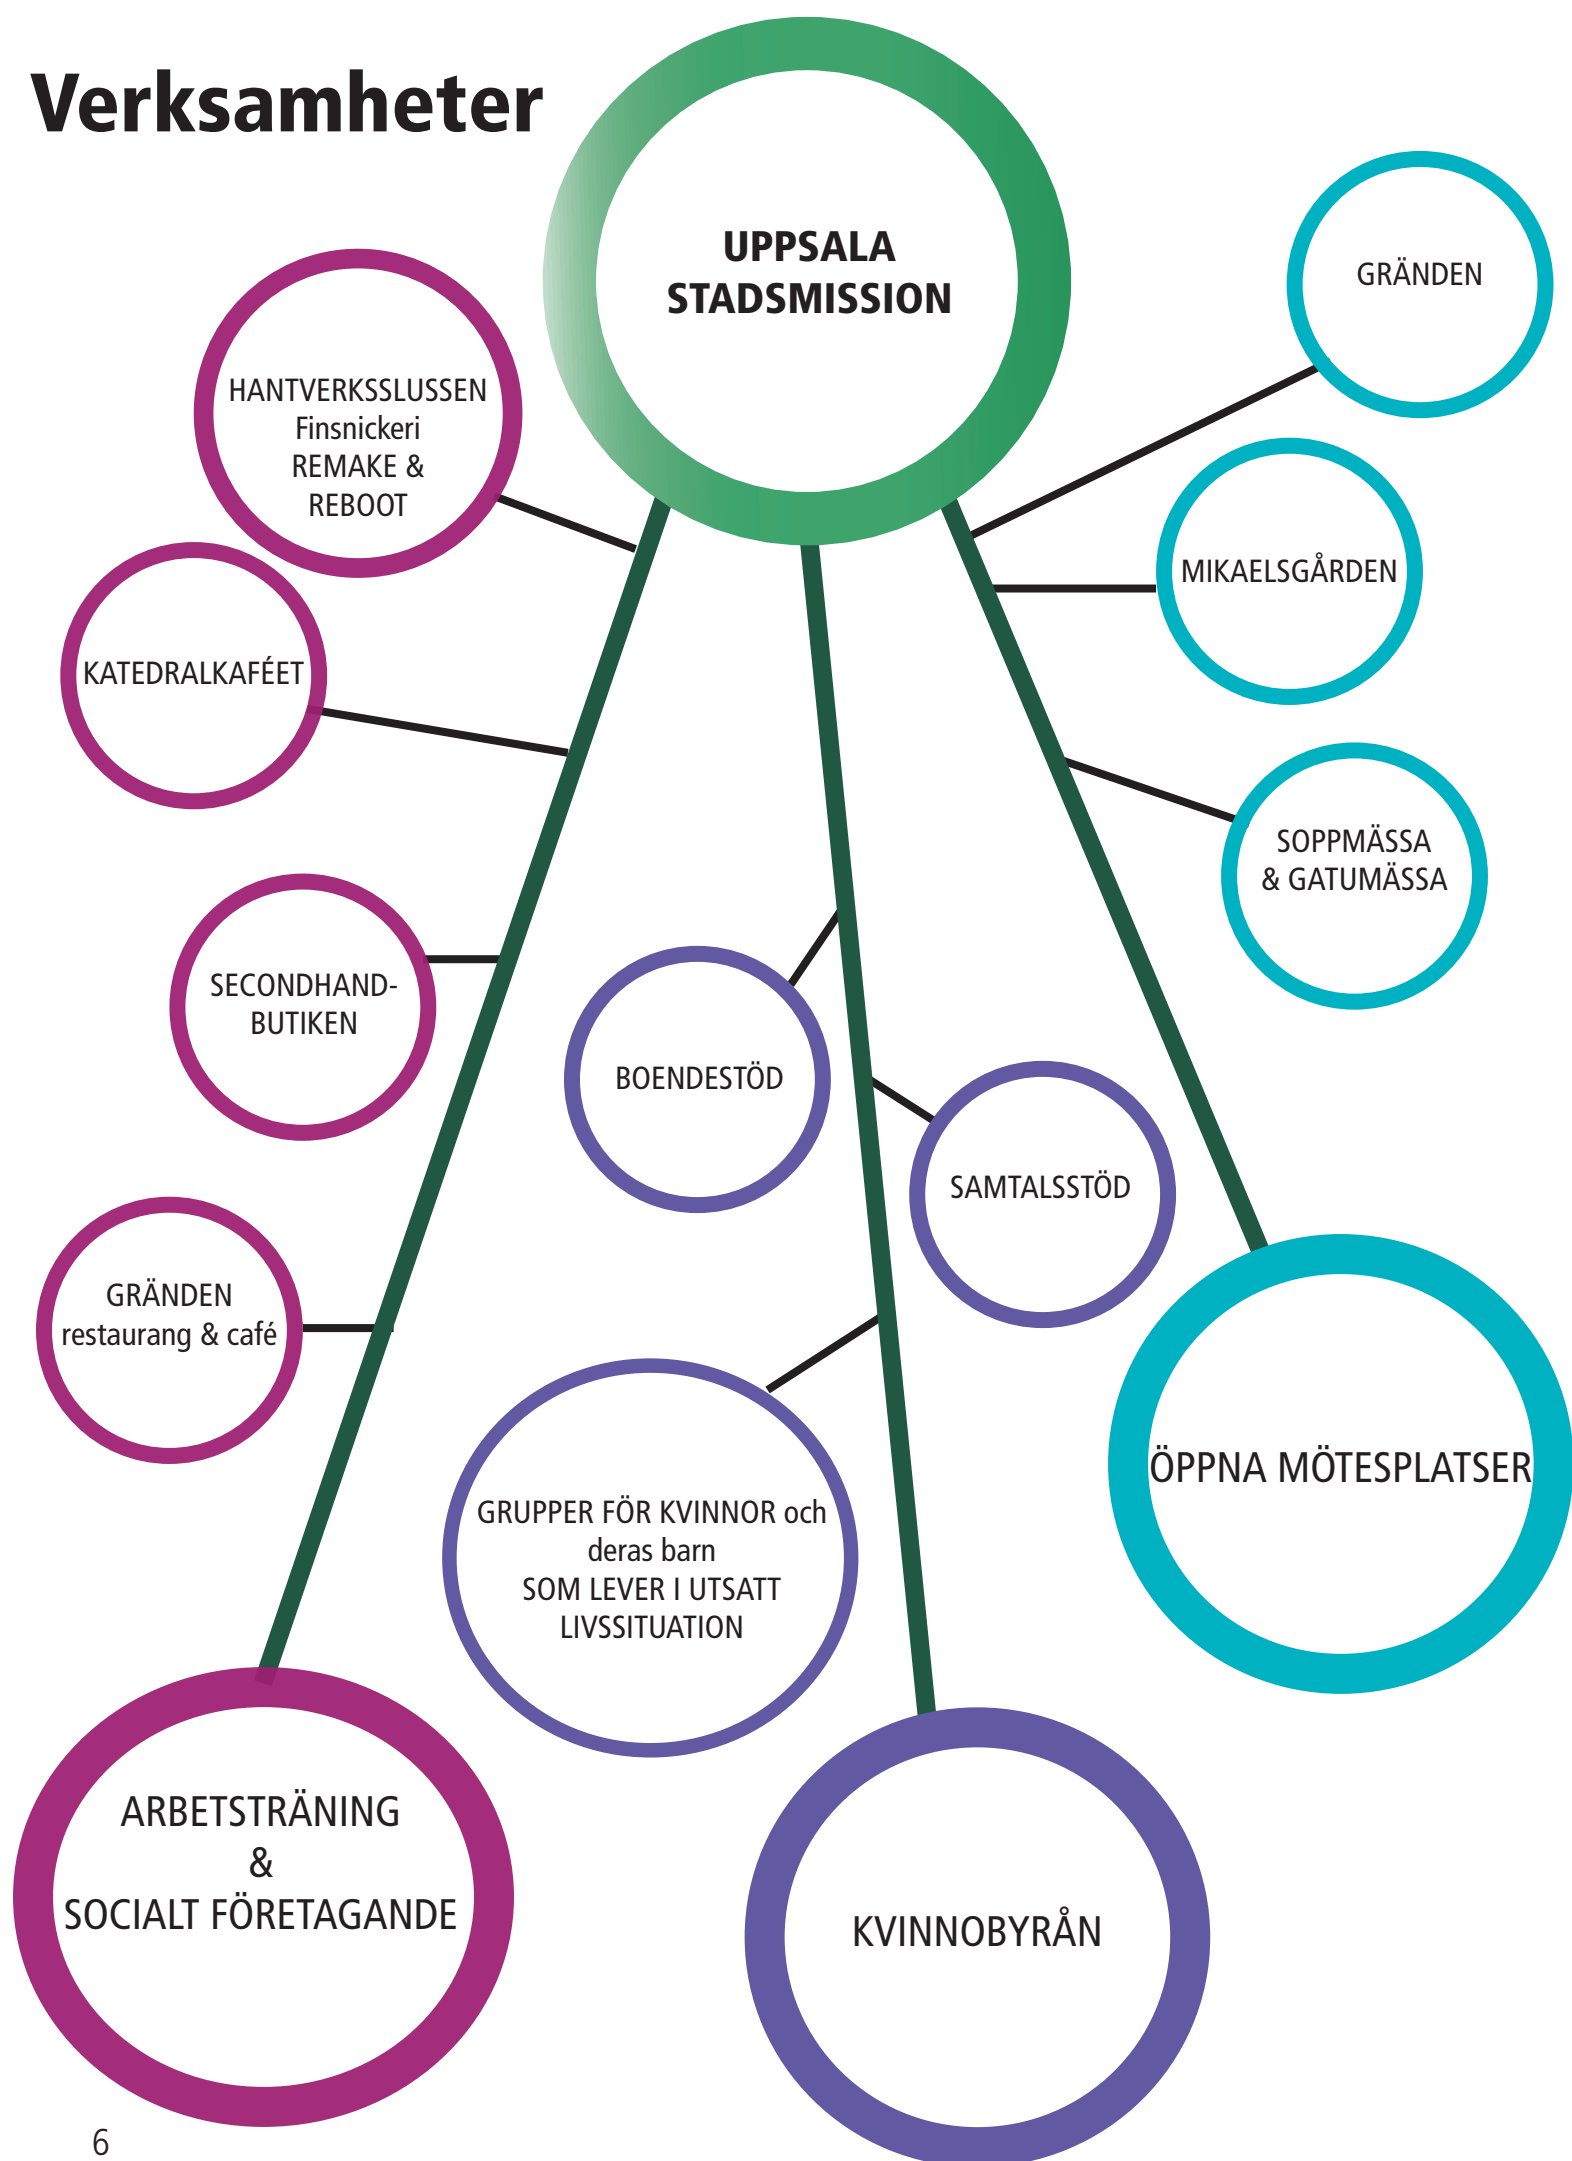 Verksamheter
UPPSALA
STADSMISSION
GRÄNDEN
HANTVERKSSLUSSEN
Finsnickeri
REMAKE &
REBOOT
MIKAELSGÅRDEN
KATEDRALKAFÉET
SOPPMÄSSA
& GATUMÄSSA
SECONDHAND-
BUTIKEN
BOENDESTÖD
SAMTALSSTÖD
GRÄNDEN
restaurang & café
ÖPPNA MÖTESPLATSER
GRUPPER FÖR KVINNOR och
deras barn
SOM LEVER I UTSATT
LIVSSITUATION
ARBETSTRÄNING
&
SOCIALT FÖRETAGANDE
KVINNOBYRÅN
6